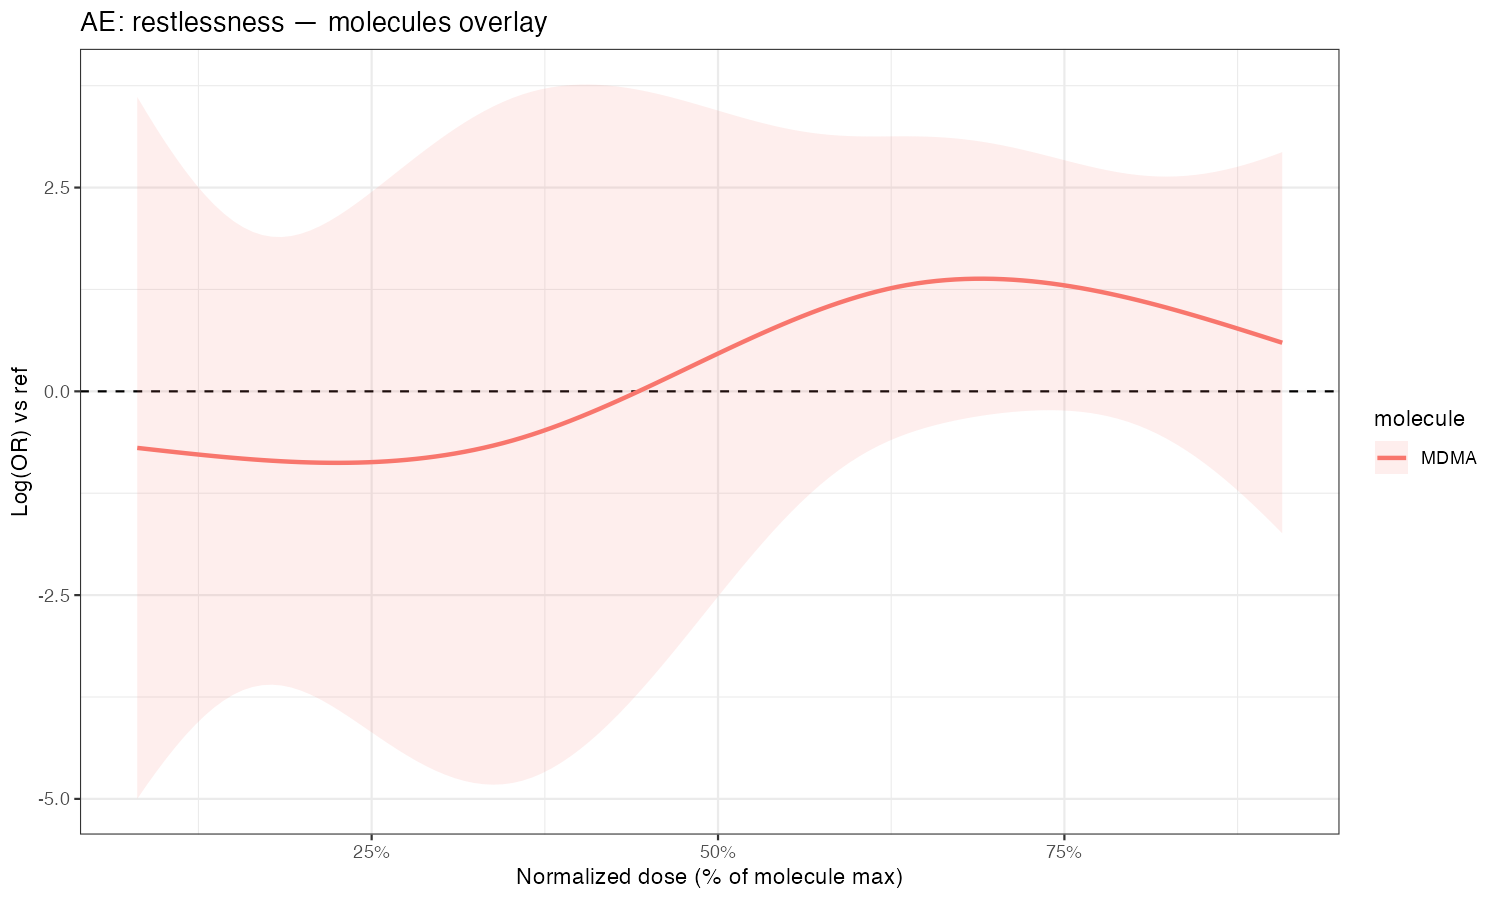 AE: restlessness — molecules overlay
Log(OR) vs ref
2.5
0.0
-2.5
-5.0
25%
50%
75%
Normalized dose (% of molecule max)
molecule
MDMA